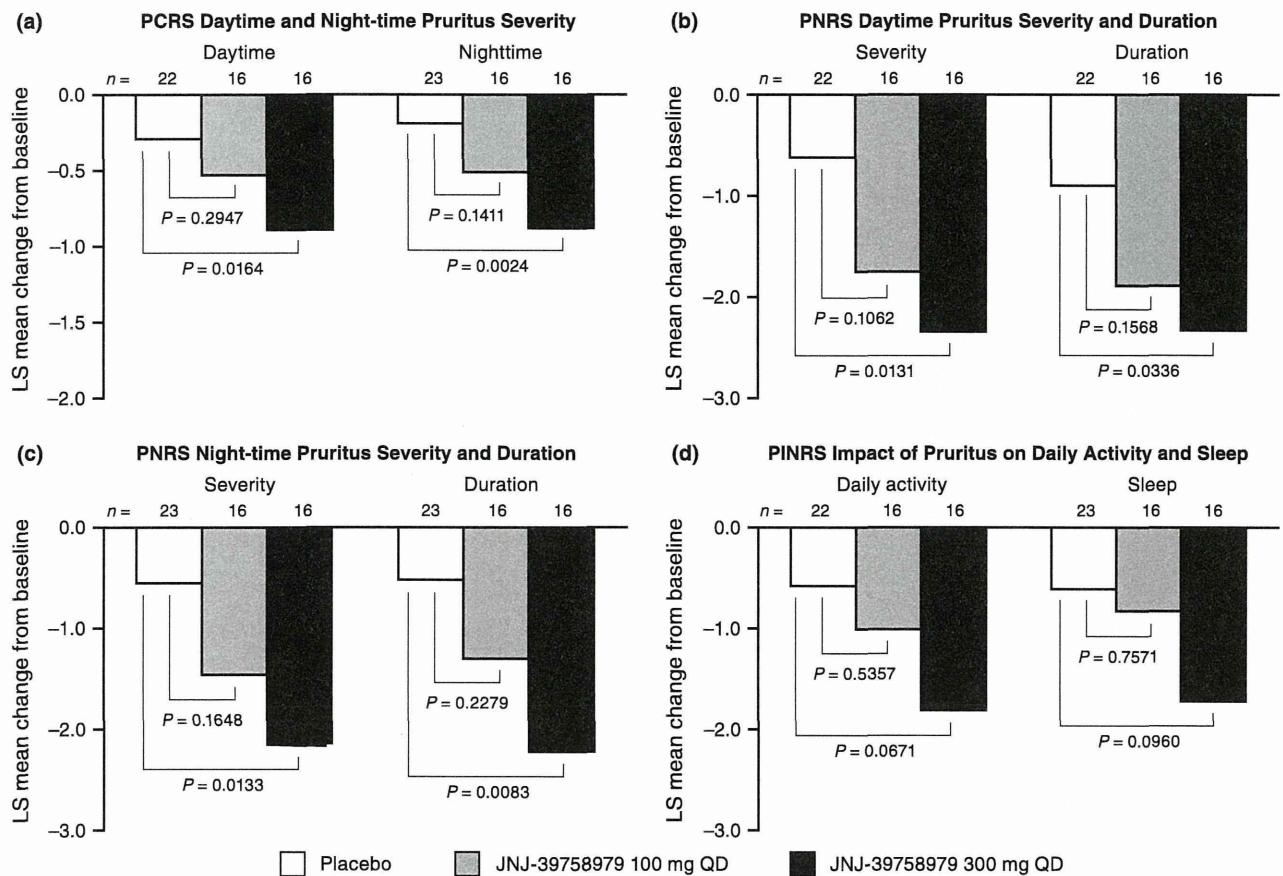 (a) PCRS Daytime and Night-time Pruritus Severity
Daytime Nighttime
n = 22 16 16 23 16 16
LS mean change from baseline
0.0
–0.5
–1.0
–1.5
–2.0
P = 0.2947
P = 0.0164
P = 0.1411
P = 0.0024
(b) PNRS Daytime Pruritus Severity and Duration
Severity Duration
n = 22 16 16 22 16 16
LS mean change from baseline
0.0
–1.0
–2.0
–3.0
P = 0.1062
P = 0.0131
P = 0.1568
P = 0.0336
(c) PNRS Night-time Pruritus Severity and Duration
Severity Duration
n = 23 16 16 23 16 16
LS mean change from baseline
0.0
–1.0
–2.0
–3.0
P = 0.1648
P = 0.0133
P = 0.2279
P = 0.0083
(d) PINRS Impact of Pruritus on Daily Activity and Sleep
Daily activity Sleep
n = 22 16 16 23 16 16
LS mean change from baseline
0.0
–1.0
–2.0
–3.0
P = 0.5357
P = 0.0671
P = 0.7571
P = 0.0960
Placebo JNJ-39758979 100 mg QD JNJ-39758979 300 mg QD